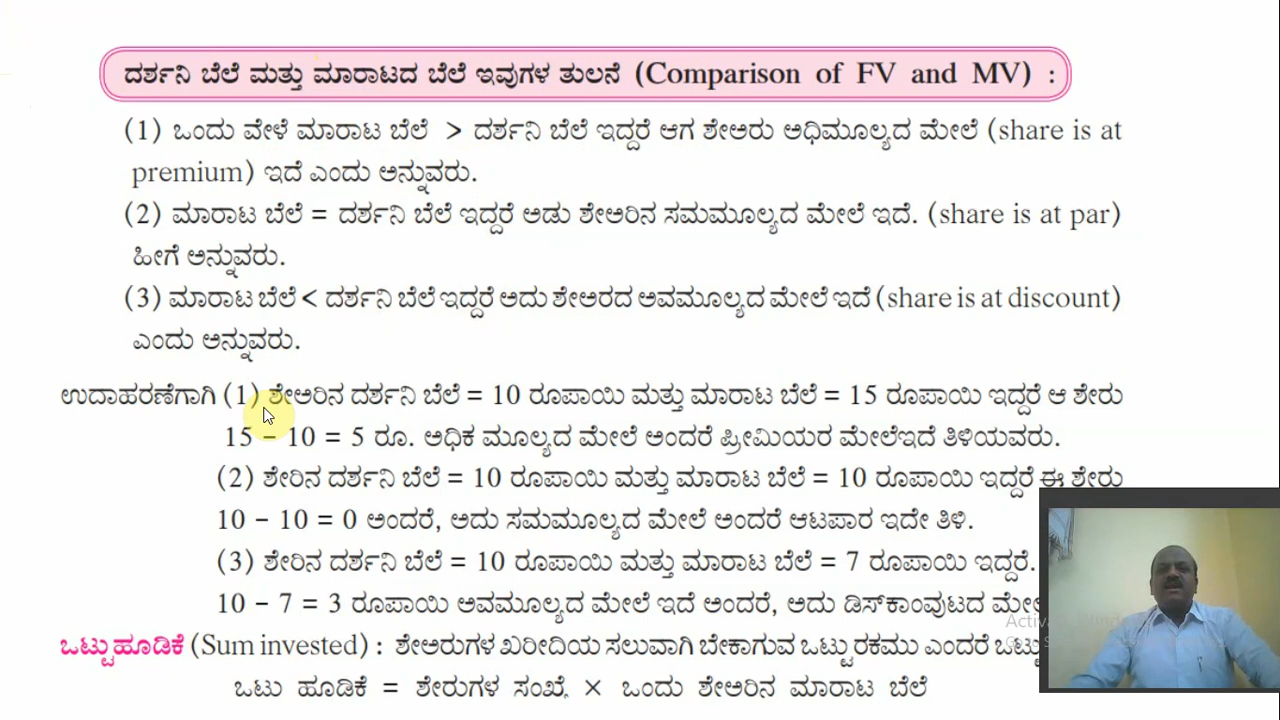 ದರ್ಶನಿ ಬೆಲೆ ಮತ್ತು ಮಾರಾಟದ ಬೆಲೆ ಇವುಗಳ ತುಲನೆ (Comparison of FV and MV) :
(1) ಒಂದು ವೇಳೆ ಮಾರಾಟ ಬೆಲೆ > ದರ್ಶನಿ ಬೆಲೆ ಇದ್ದರೆ ಆಗ ಶೇಅರು ಅಧಿಮೂಲ್ಯದ ಮೇಲೆ (share is at
premium) ಇದೆ ಎಂದು ಅನ್ನುವರು.
(2) ಮಾರಾಟ ಬೆಲೆ = ದರ್ಶನಿ ಬೆಲೆ ಇದ್ದರೆ ಅಡು ಶೇಅರಿನ ಸಮಮೂಲ್ಯದ ಮೇಲೆ ಇದೆ. (share is at par)
ಹೀಗೆ ಅನ್ನುವರು.
(3) ಮಾರಾಟ ಬೆಲೆ < ದರ್ಶನಿ ಬೆಲೆ ಇದ್ದರೆ ಅದು ಶೇಅರದ ಅವಮೂಲ್ಯದ ಮೇಲೆ ಇದೆ (share is at discount)
ಎಂದು ಅನ್ನುವರು.
ಉದಾಹರಣೆಗಾಗಿ (1) ಶೇಅರಿನ ದರ್ಶನಿ ಬೆಲೆ = 10 ರೂಪಾಯಿ ಮತ್ತು ಮಾರಾಟ ಬೆಲೆ = 15 ರೂಪಾಯಿ ಇದ್ದರೆ ಆ ಶೇರು
15 – 10 = 5 ರೂ. ಅಧಿಕ ಮೂಲ್ಯದ ಮೇಲೆ ಅಂದರೆ ಪ್ರೀಮಿಯರ ಮೇಲೆಇದೆ ತಿಳಿಯವರು.
(2) ಶೇರಿನ ದರ್ಶನಿ ಬೆಲೆ = 10 ರೂಪಾಯಿ ಮತ್ತು ಮಾರಾಟ ಬೆಲೆ = 10 ರೂಪಾಯಿ ಇದ್ದರೆ ಈ ಶೇರು
10 – 10 = 0 ಅಂದರೆ, ಅದು ಸಮಮೂಲ್ಯದ ಮೇಲೆ ಅಂದರೆ ಆಟಪಾರ ಇದೇ ತಿಳಿ.
(3) ಶೇರಿನ ದರ್ಶನಿ ಬೆಲೆ = 10 ರೂಪಾಯಿ ಮತ್ತು ಮಾರಾಟ ಬೆಲೆ = 7 ರೂಪಾಯಿ ಇದ್ದರೆ.
10 – 7 = 3 ರೂಪಾಯಿ ಅವಮೂಲ್ಯದ ಮೇಲೆ ಇದೆ ಅಂದರೆ, ಅದು ಡಿಸ್‌ಕಾಂವುಟದ
ಒಟ್ಟುಹೂಡಿಕೆ (Sum invested) : ಶೇಅರುಗಳ ಖರೀದಿಯ ಸಲುವಾಗಿ ಬೇಕಾಗುವ ಒಟ್ಟುರಕಮು ಎಂದರೆ
ಒಟು ಹೂಡಿಕೆ = ಶೇರುಗಳ ಸಂಖ್ಯೆ × ಒಂದು ಶೇಅರಿನ ಮಾರಾಟ ಬೆಲೆ